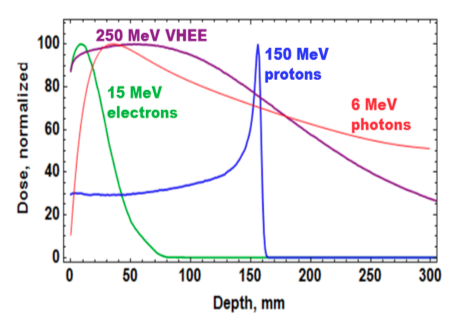 250 MeV VHEE
150 MeV
protons
15 MeV
electrons
6 MeV
photons
Dose, normalized
100
80
60
40
20
0
0 50 100 150 200 250 300
Depth, mm